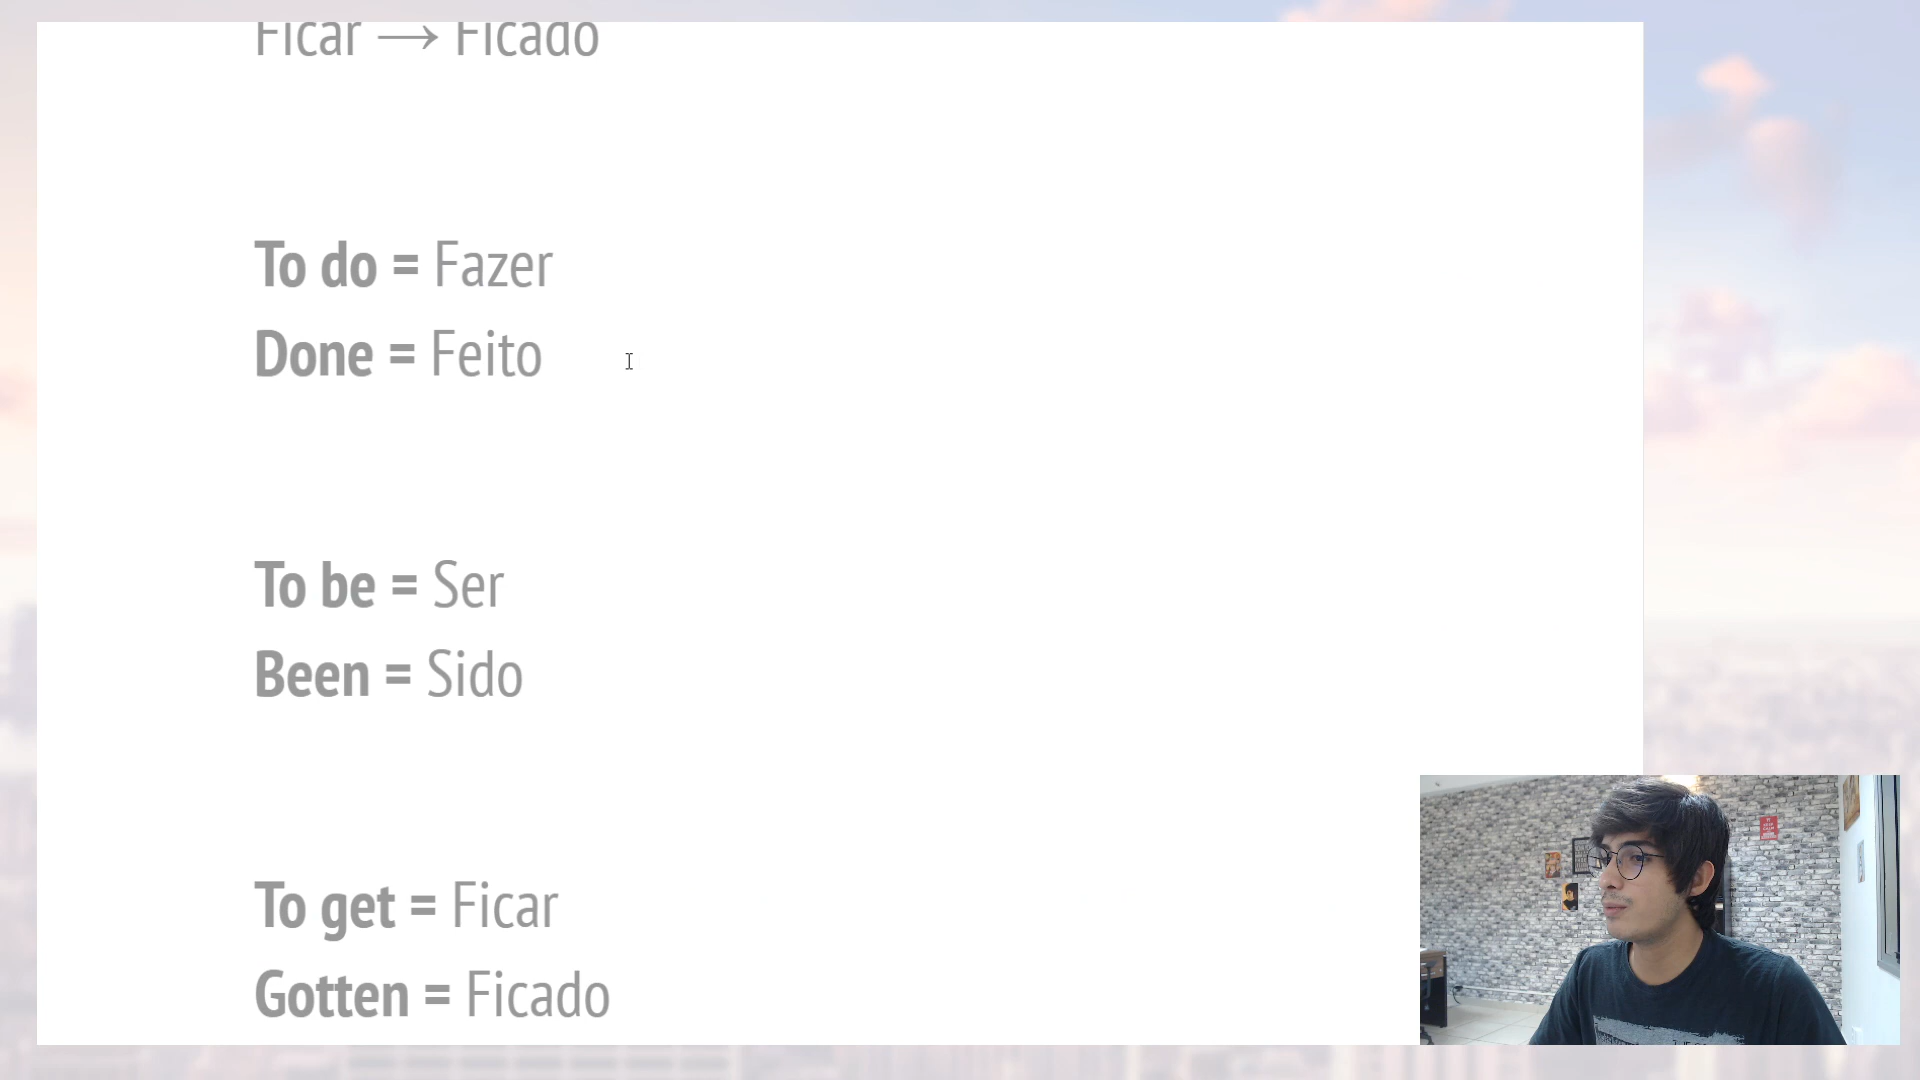 Ficar → Ficado
To do = Fazer
Done = Feito
To be = Ser
Been = Sido
To get = Ficar
Gotten = Ficado